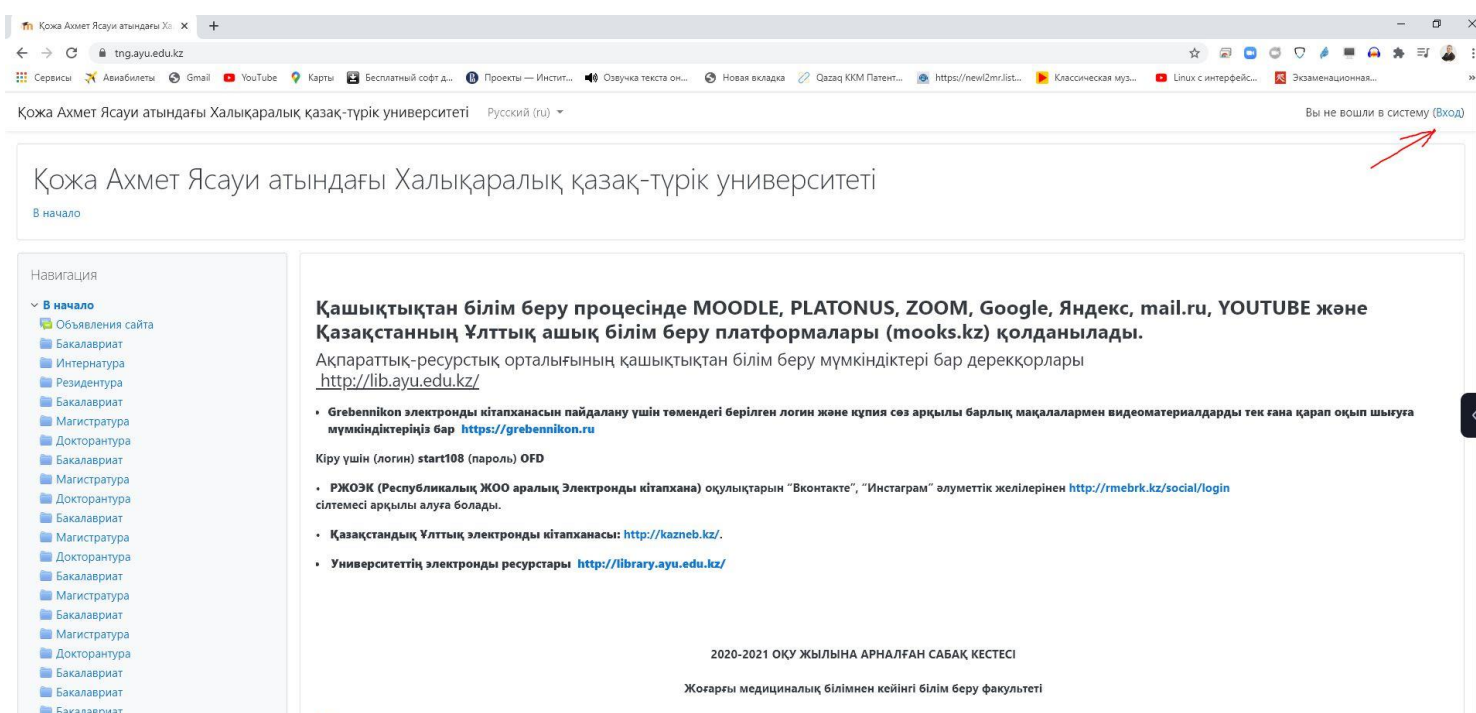 Қожа Ахмет Ясауи атындағы Ха
tng.ayu.edu.kz
Сервисы Авиабилеты Gmail YouTube Карты Бесплатный софт д... Проекты — Инстит... Озвучка текста он... Новая вкладка Qazaq ККМ Патент... https://newl2mr.list... Классическая муз... Linux с интерфейс... Экзаменационная... »
Қожа Ахмет Ясауи атындағы Халықаралық қазақ-түрік университеті Русский (ru) Вы не вошли в систему (Вход)
Қожа Ахмет Ясауи атындағы Халықаралық қазақ-түрік университеті
В начало
Навигация
В начало
Объявления сайта
Бакалавриат
Интернатура
Резидентура
Бакалавриат
Магистратура
Докторантура
Бакалавриат
Магистратура
Докторантура
Бакалавриат
Магистратура
Докторантура
Бакалавриат
Магистратура
Бакалавриат
Магистратура
Докторантура
Бакалавриат
Бакалавриат
Бакалавриат
Қашықтықтан білім беру процесінде MOODLE, PLATONUS, ZOOM, Google, Яндекс, mail.ru, YOUTUBE және
Қазақстанның Ұлттық ашық білім беру платформалары (mooks.kz) қолданылады.
Ақпараттық-ресурстық орталығының қашықтықтан білім беру мүмкіндіктері бар дерекқорлары
http://lib.ayu.edu.kz/
• Grebennikon электронды кітапханасын пайдалану үшін төмендегі берілген логин және құпия сөз арқылы барлық мақалалармен видеоматериалдарды тек ғана қарап оқып шығуға
мүмкіндіктеріңіз бар https://grebennikon.ru
Кіру үшін (логин) start108 (пароль) OFD
• РЖОЭК (Республикалық ЖОО аралық Электронды кітапхана) оқулықтарын “Вконтакте”, “Инстаграм” әлуметтік желілерінен http://rmebrk.kz/social/login
сілтемесі арқылы алуға болады.
• Қазақстандық Ұлттық электронды кітапханасы: http://kazneb.kz/.
• Университеттің электронды ресурстары http://library.ayu.edu.kz/
2020-2021 ОҚУ ЖЫЛЫНА АРНАЛҒАН САБАҚ КЕСТЕСІ
Жоғарғы медициналық білімнен кейінгі білім беру факультеті